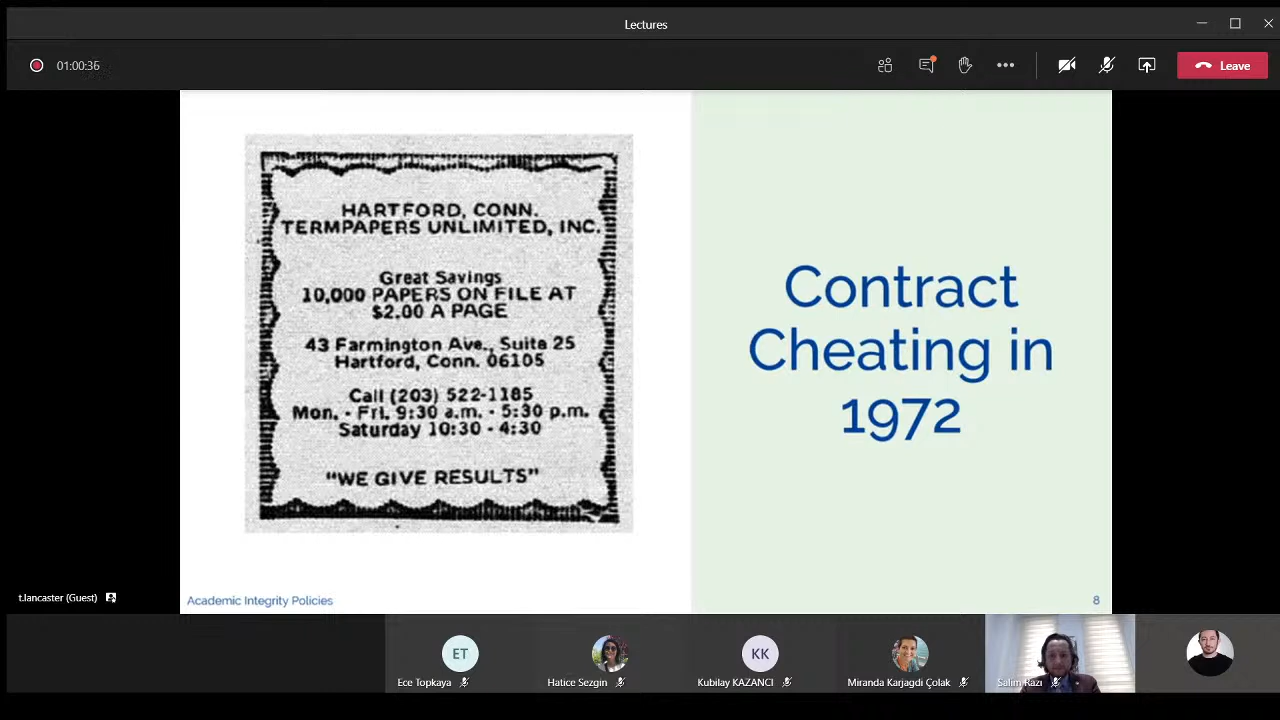 Lectures
01:00:36
Leave
HARTFORD, CONN.
TERMPAPERS UNLIMITED, INC.
Great Savings
10,000 PAPERS ON FILE AT
$2.00 A PAGE
43 Farmington Ave., Suite 25
Hartford, Conn. 06105
Call (203) 522-1185
Mon. - Fri. 9:30 a.m. - 5:30 p.m.
Saturday 10:30 - 4:30
"WE GIVE RESULTS"
Contract
Cheating in
1972
t.lancaster (Guest)
Academic Integrity Policies
8
ET
KK
Ece Topkaya
Hatice Sezgin
Kubilay KAZANCI
Miranda Karjagdi Çolak
Salim Razı